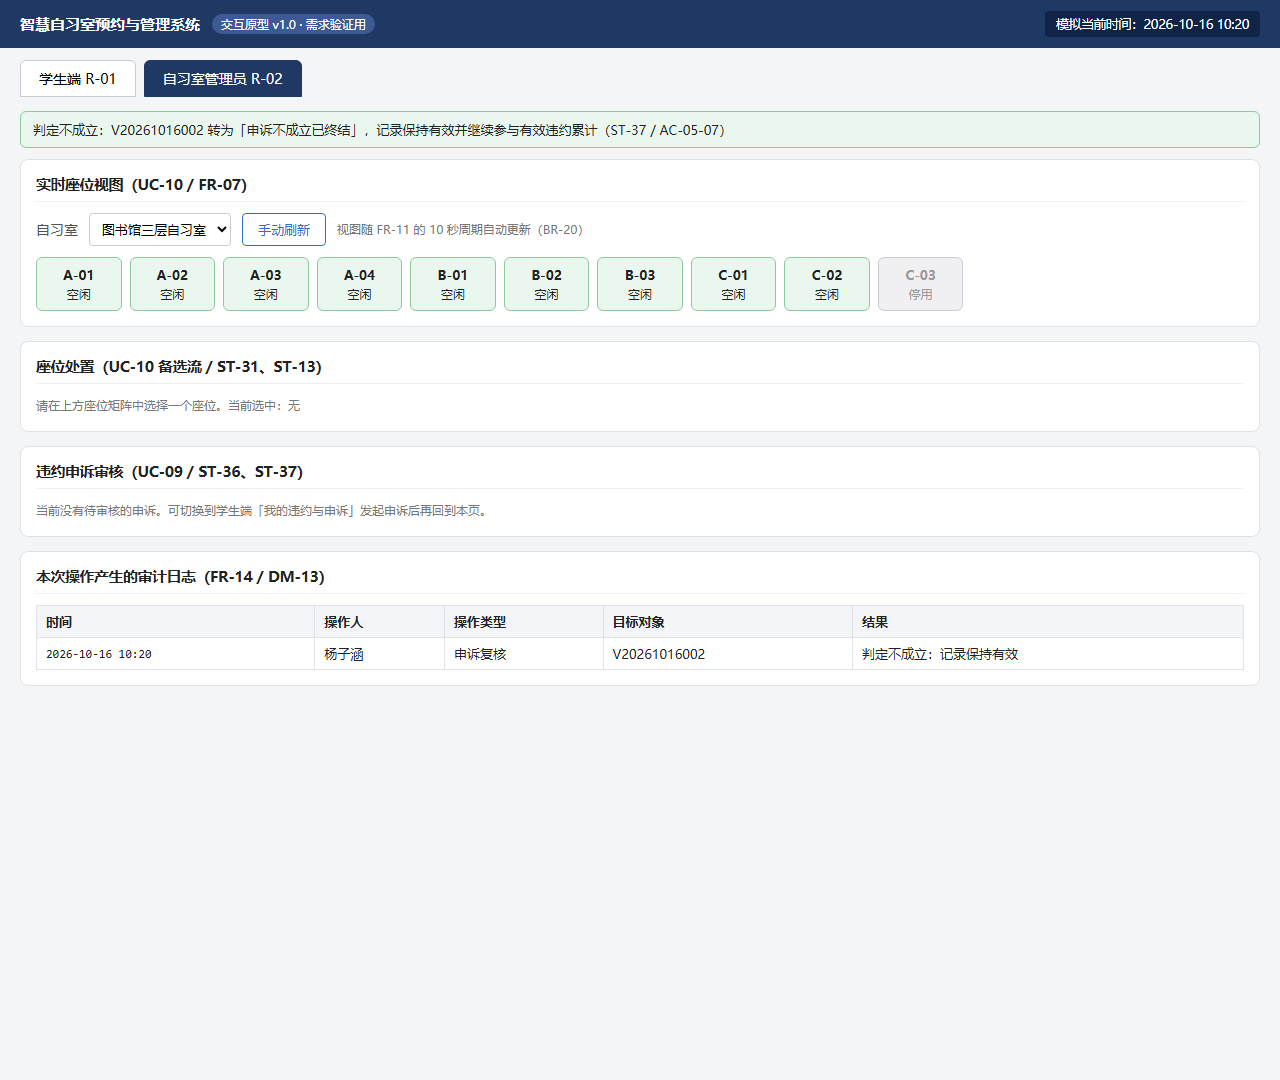 智慧自习室预约与管理系统 交互原型 v1.0 · 需求验证用 模拟当前时间：2026-10-16 10:20
学生端 R-01 自习室管理员 R-02
判定不成立：V20261016002 转为「申诉不成立已终结」，记录保持有效并继续参与有效违约累计（ST-37 / AC-05-07）
实时座位视图（UC-10 / FR-07）
自习室 图书馆三层自习室 手动刷新 视图随 FR-11 的 10 秒周期自动更新（BR-20）
A-01 A-02 A-03 A-04 B-01 B-02 B-03 C-01 C-02 C-03
空闲 空闲 空闲 空闲 空闲 空闲 空闲 空闲 空闲 停用
座位处置（UC-10 备选流 / ST-31、ST-13）
请在上方座位矩阵中选择一个座位。当前选中：无
违约申诉审核（UC-09 / ST-36、ST-37）
当前没有待审核的申诉。可切换到学生端「我的违约与申诉」发起申诉后再回到本页。
本次操作产生的审计日志（FR-14 / DM-13）
时间 操作人 操作类型 目标对象 结果
2026-10-16 10:20 杨子涵 申诉复核 V20261016002 判定不成立：记录保持有效